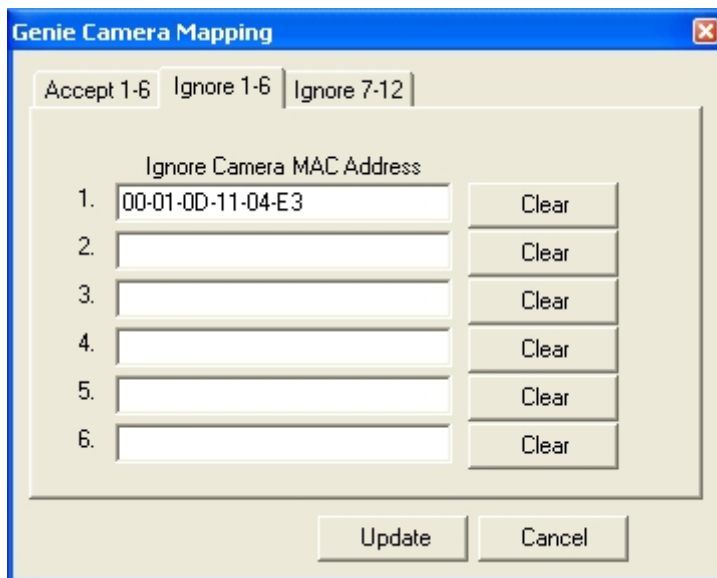 Genie Camera Mapping
Accept 1-6 Ignore 1-6 Ignore 7-12
Ignore Camera MAC Address
1. 00-01-0D-11-04-E3 Clear
2. Clear
3. Clear
4. Clear
5. Clear
6. Clear
Update Cancel